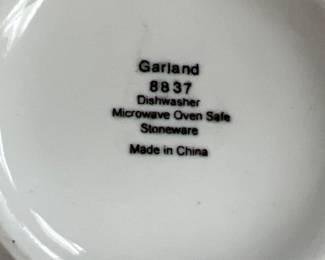 Garland
8837
Dishwasher
Microwave Oven Safe
Stoneware
Made in China